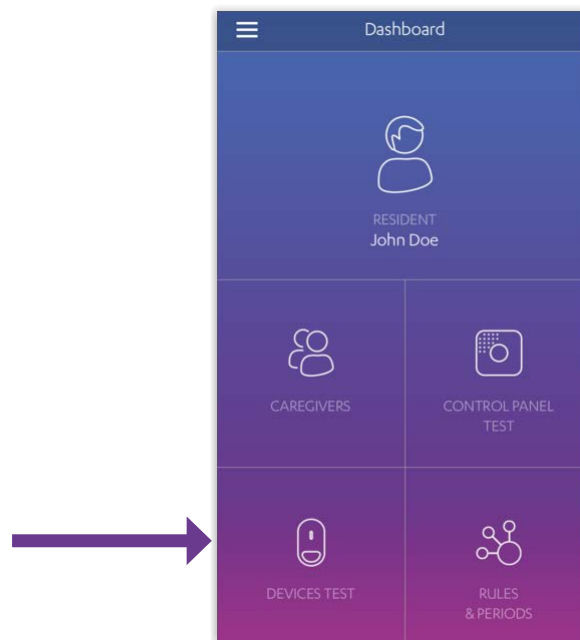 Dashboard
RESIDENT
John Doe
CAREGIVERS
CONTROL PANEL
TEST
DEVICES TEST
RULES
& PERIODS